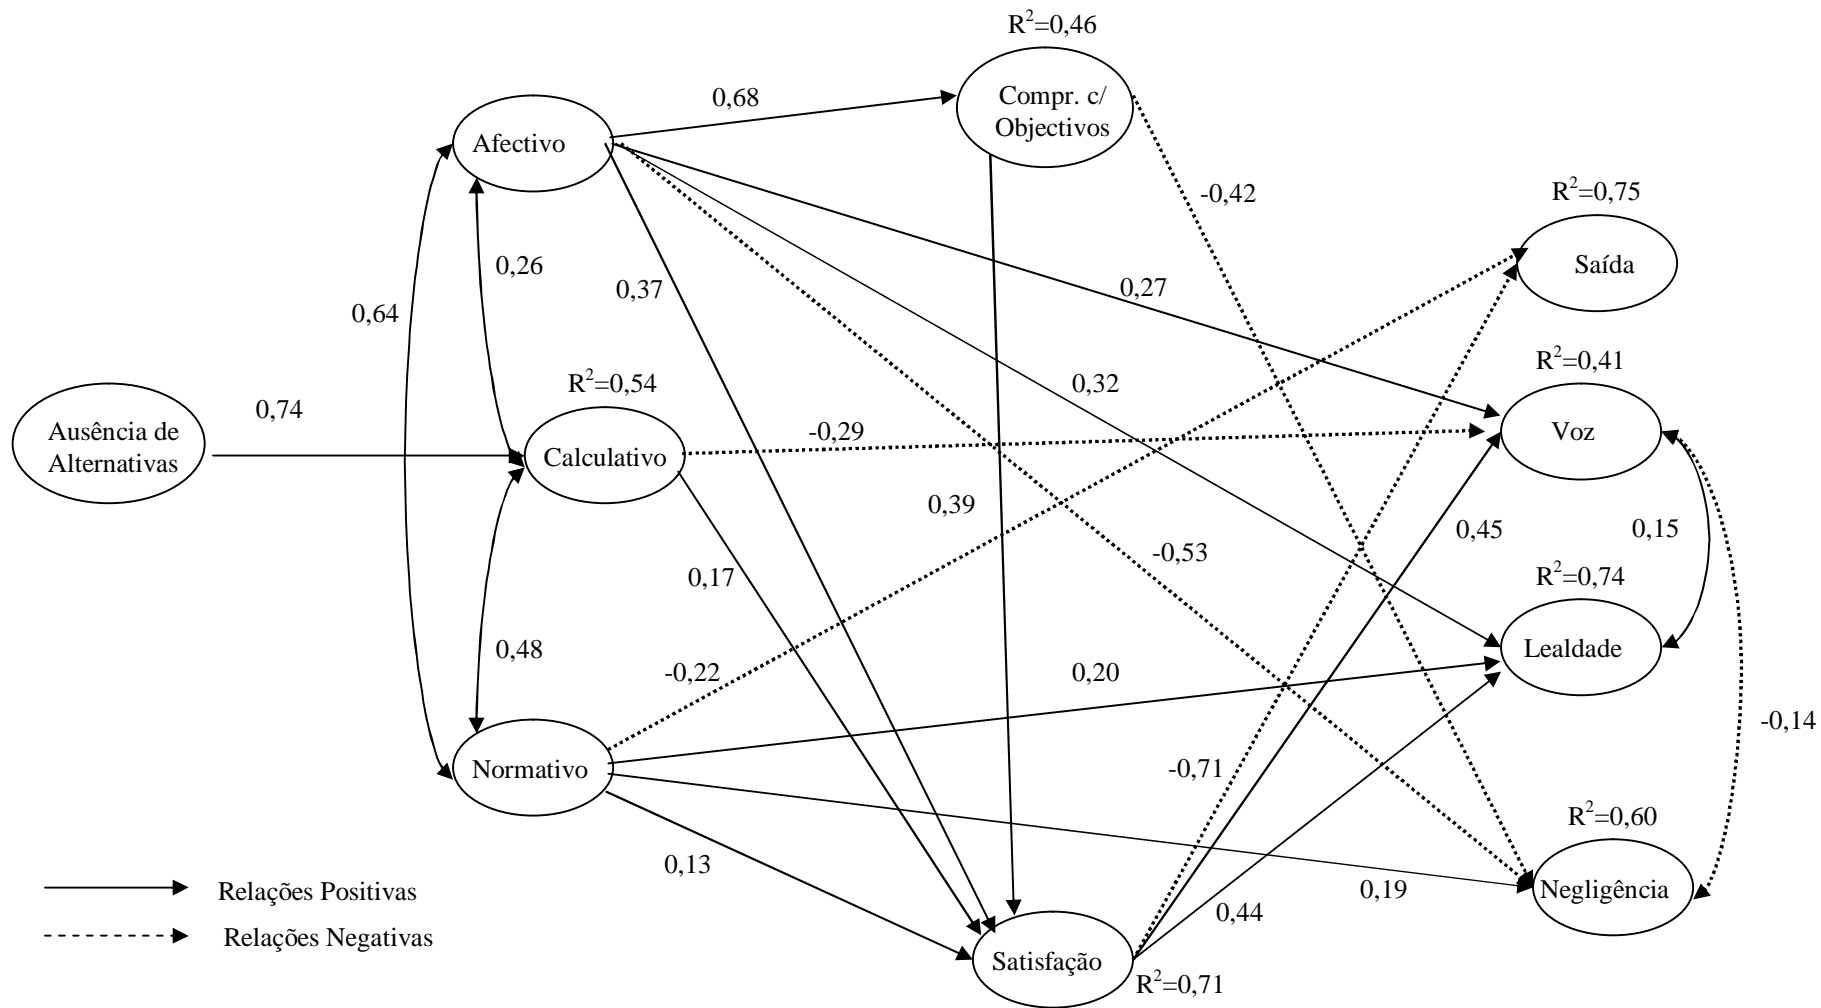 R²=0,46
Compr. c/
Objectivos
0,68
Afectivo
-0,42
R²=0,75
Saída
0,26
0,37
0,27
0,64
R²=0,41
Voz
R²=0,54
0,32
0,74
Ausência de
Alternativas
Calculativo
-0,29
0,39
0,45
0,15
-0,53
0,17
R²=0,74
Lealdade
0,48
-0,22
0,20
-0,14
Normativo
-0,71
R²=0,60
0,13
Negligência
0,19
0,44
Relações Positivas
Relações Negativas
Satisfação
R²=0,71